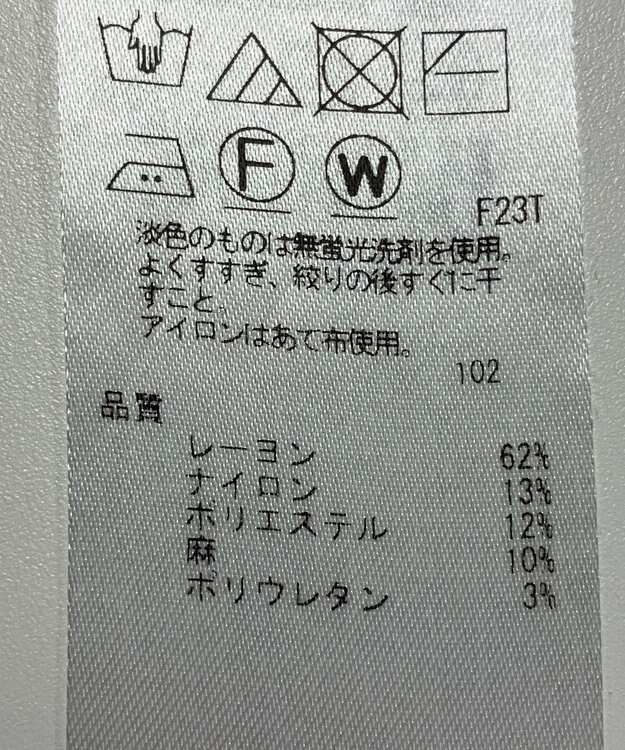 F W
F23T
淡色のものは無蛍光洗剤を使用。
よくすすぎ、絞りの後すぐに干
すこと。
アイロンはあて布使用。
102
品質
レーヨン 62%
ナイロン 13%
ポリエステル 12%
麻 10%
ポリウレタン 3%